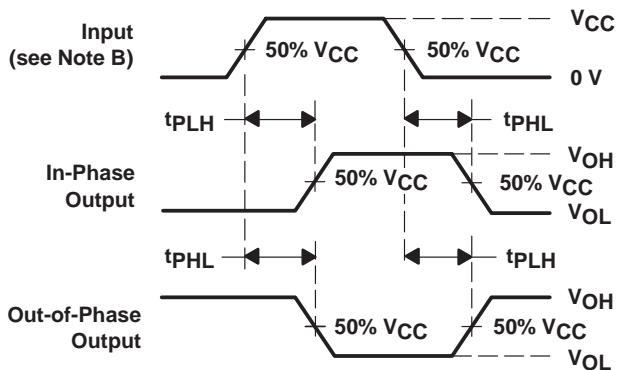 VCC
Input
(see Note B)
50% VCC
50% VCC
0 V
tPLH
tPHL
VOH
In-Phase
Output
50% VCC
50% VCC
VOL
tPHL
tPLH
VOH
Out-of-Phase
Output
50% VCC
50% VCC
VOL